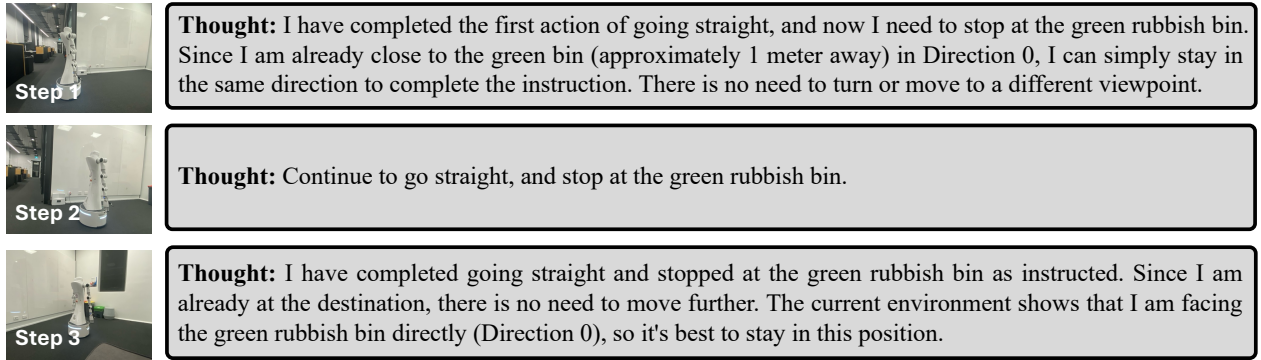 Step 1
Thought: I have completed the first action of going straight, and now I need to stop at the green rubbish bin.
Since I am already close to the green bin (approximately 1 meter away) in Direction 0, I can simply stay in
the same direction to complete the instruction. There is no need to turn or move to a different viewpoint.
Step 2
Thought: Continue to go straight, and stop at the green rubbish bin.
Step 3
Thought: I have completed going straight and stopped at the green rubbish bin as instructed. Since I am
already at the destination, there is no need to move further. The current environment shows that I am facing
the green rubbish bin directly (Direction 0), so it's best to stay in this position.